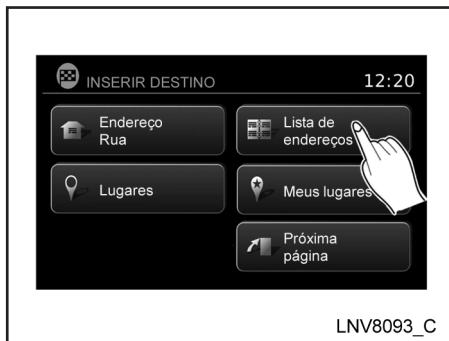 INSERIR DESTINO 12:20
Endereço
Rua
Lista de
endereços
Lugares
Meus lugares
Próxima
página
LNV8093_C